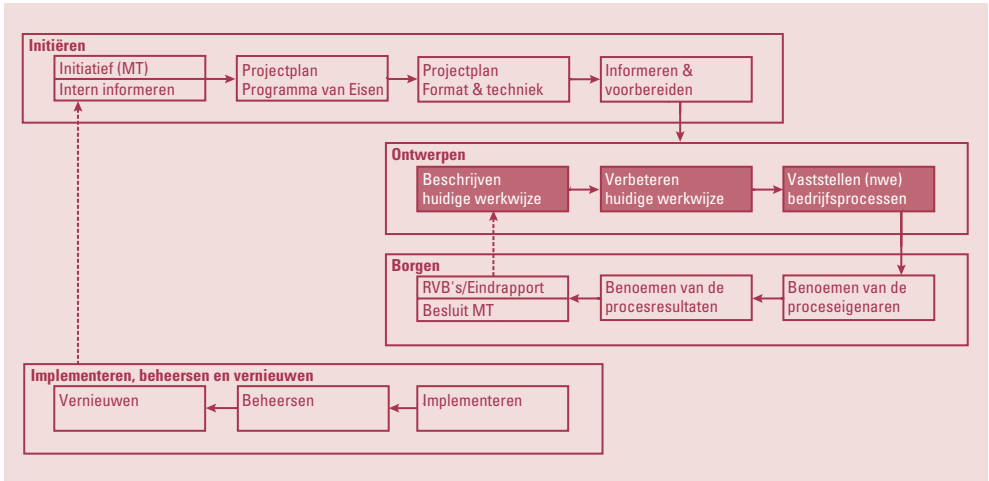 Initiëren
Initiatief (MT)
Intern informeren
Projectplan
Programma van Eisen
Projectplan
Format & techniek
Informeren &
voorbereiden
Ontwerpen
Beschrijven
huidige werkwijze
Verbeteren
huidige werkwijze
Vaststellen (nwe)
bedrijfsprocessen
Borgen
RVB's/Eindrapport
Besluit MT
Benoemen van de
procesresultaten
Benoemen van de
proceseigenaren
Implementeren, beheersen en vernieuwen
Vernieuwen
Beheersen
Implementeren